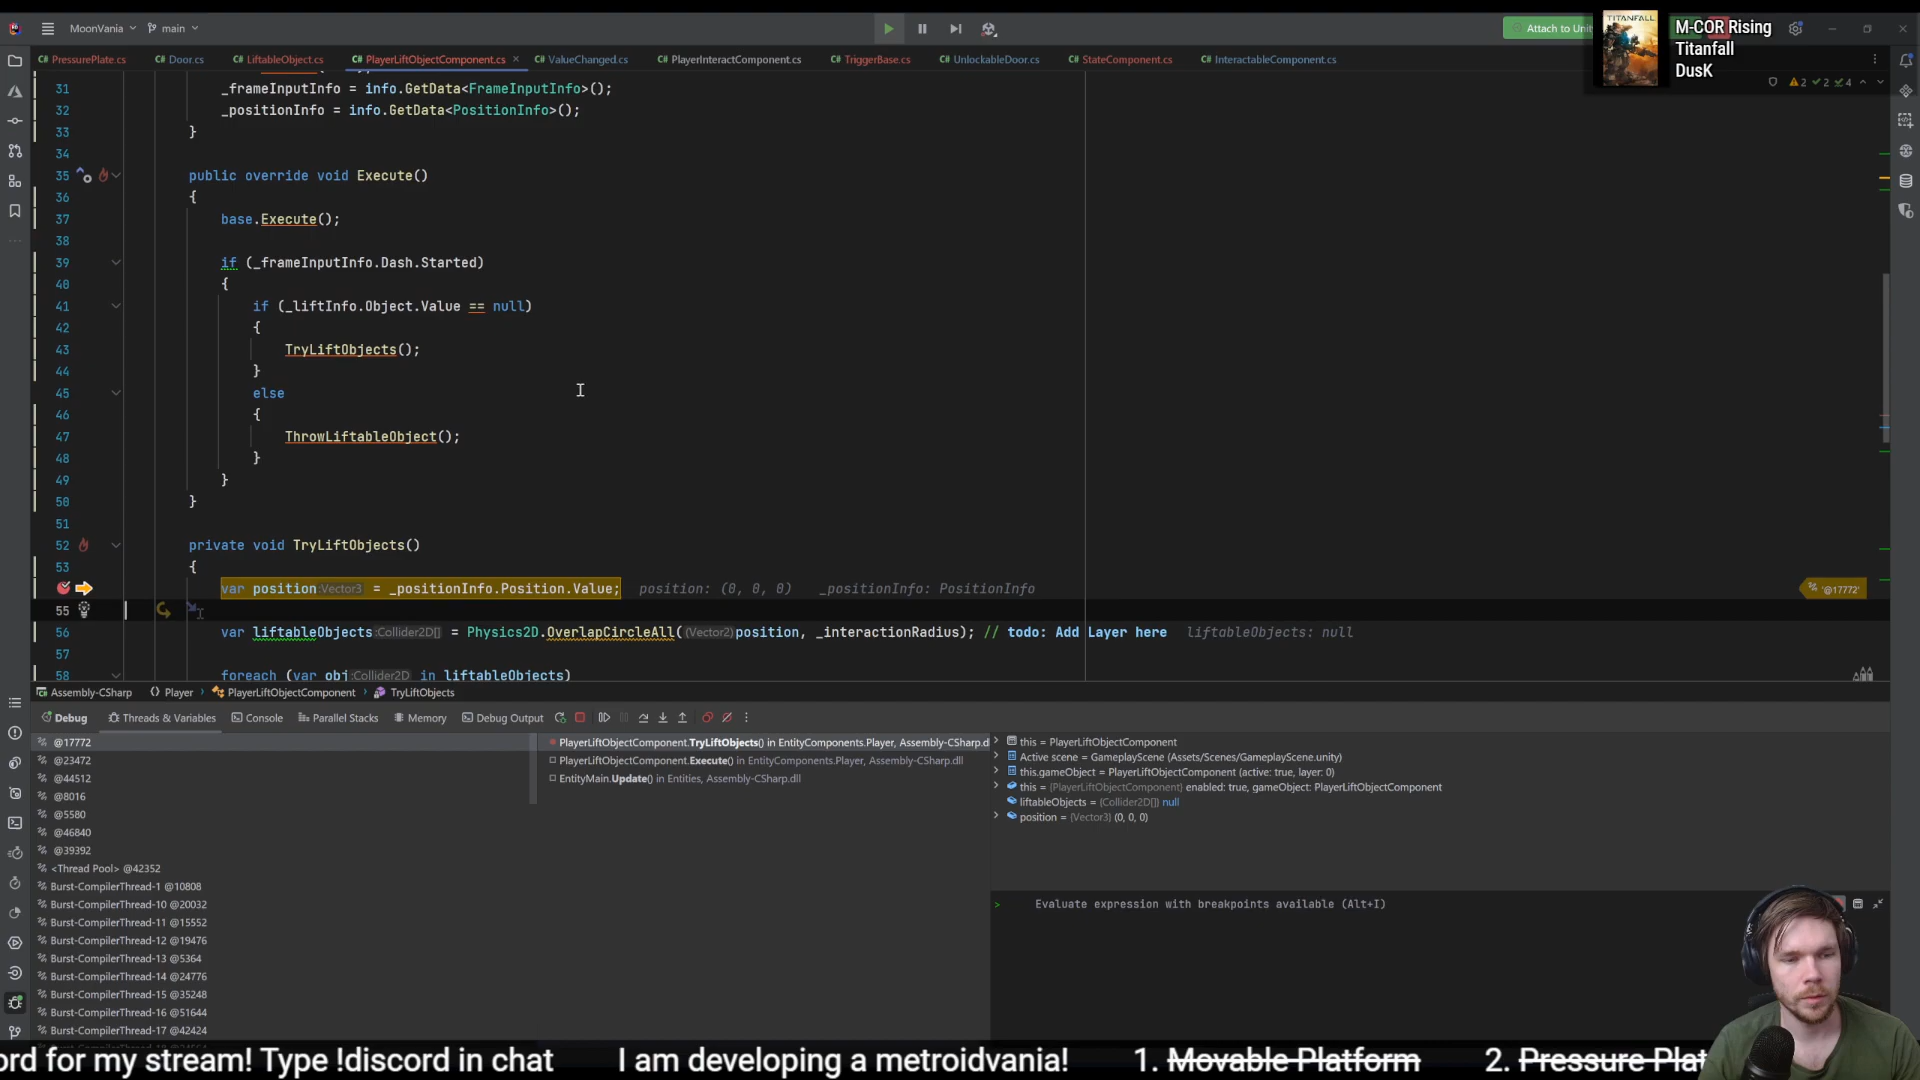 MoonVania
main
Attach to Unit
TITANFALL
M-COR Rising
Titanfall
DusK
C# PressurePlate.cs
C# Door.cs
C# LiftableObject.cs
C# PlayerLiftObjectComponent.cs
C# ValueChanged.cs
C# PlayerInteractComponent.cs
C# TriggerBase.cs
C# UnlockableDoor.cs
C# StateComponent.cs
C# InteractableComponent.cs
2 2 4
31 _frameInputInfo = info.GetData<FrameInputInfo>();
32 _positionInfo = info.GetData<PositionInfo>();
33 }
34
35 public override void Execute()
36 {
37 base.Execute();
38
39 if (_frameInputInfo.Dash.Started)
40 {
41 if (_liftInfo.Object.Value == null)
42 {
43 TryLiftObjects();
44 }
45 else
46 {
47 ThrowLiftableObject();
48 }
49 }
50 }
51
52 private void TryLiftObjects()
53 {
var position:Vector3 = _positionInfo.Position.Value; position: (0, 0, 0) _positionInfo: PositionInfo '@17772'
55
56 var liftableObjects:Collider2D[] = Physics2D.OverlapCircleAll((Vector2)position, _interactionRadius); // todo: Add Layer here liftableObjects: null
57
58 foreach (var obj:Collider2D in liftableObjects)
Assembly-CSharp Player PlayerLiftObjectComponent TryLiftObjects
Debug Threads & Variables Console Parallel Stacks Memory Debug Output
@17772
@23472
@44512
@8016
@5580
@46840
@39392
<Thread Pool> @42352
Burst-CompilerThread-1 @10808
Burst-CompilerThread-10 @20032
Burst-CompilerThread-11 @15552
Burst-CompilerThread-12 @19476
Burst-CompilerThread-13 @5364
Burst-CompilerThread-14 @24776
Burst-CompilerThread-15 @35248
Burst-CompilerThread-16 @51644
Burst-CompilerThread-17 @42424
PlayerLiftObjectComponent.TryLiftObjects() in EntityComponents.Player, Assembly-CSharp.d
PlayerLiftObjectComponent.Execute() in EntityComponents.Player, Assembly-CSharp.dll
EntityMain.Update() in Entities, Assembly-CSharp.dll
this = PlayerLiftObjectComponent
Active scene = GameplayScene (Assets/Scenes/GameplayScene.unity)
this.gameObject = PlayerLiftObjectComponent (active: true, layer: 0)
this = {PlayerLiftObjectComponent} enabled: true, gameObject: PlayerLiftObjectComponent
liftableObjects = {Collider2D[]} null
position = {Vector3} (0, 0, 0)
> Evaluate expression with breakpoints available (Alt+I)
ord for my stream! Type !discord in chat I am developing a metroidvania! 1. Movable Platform 2. Pressure Plat